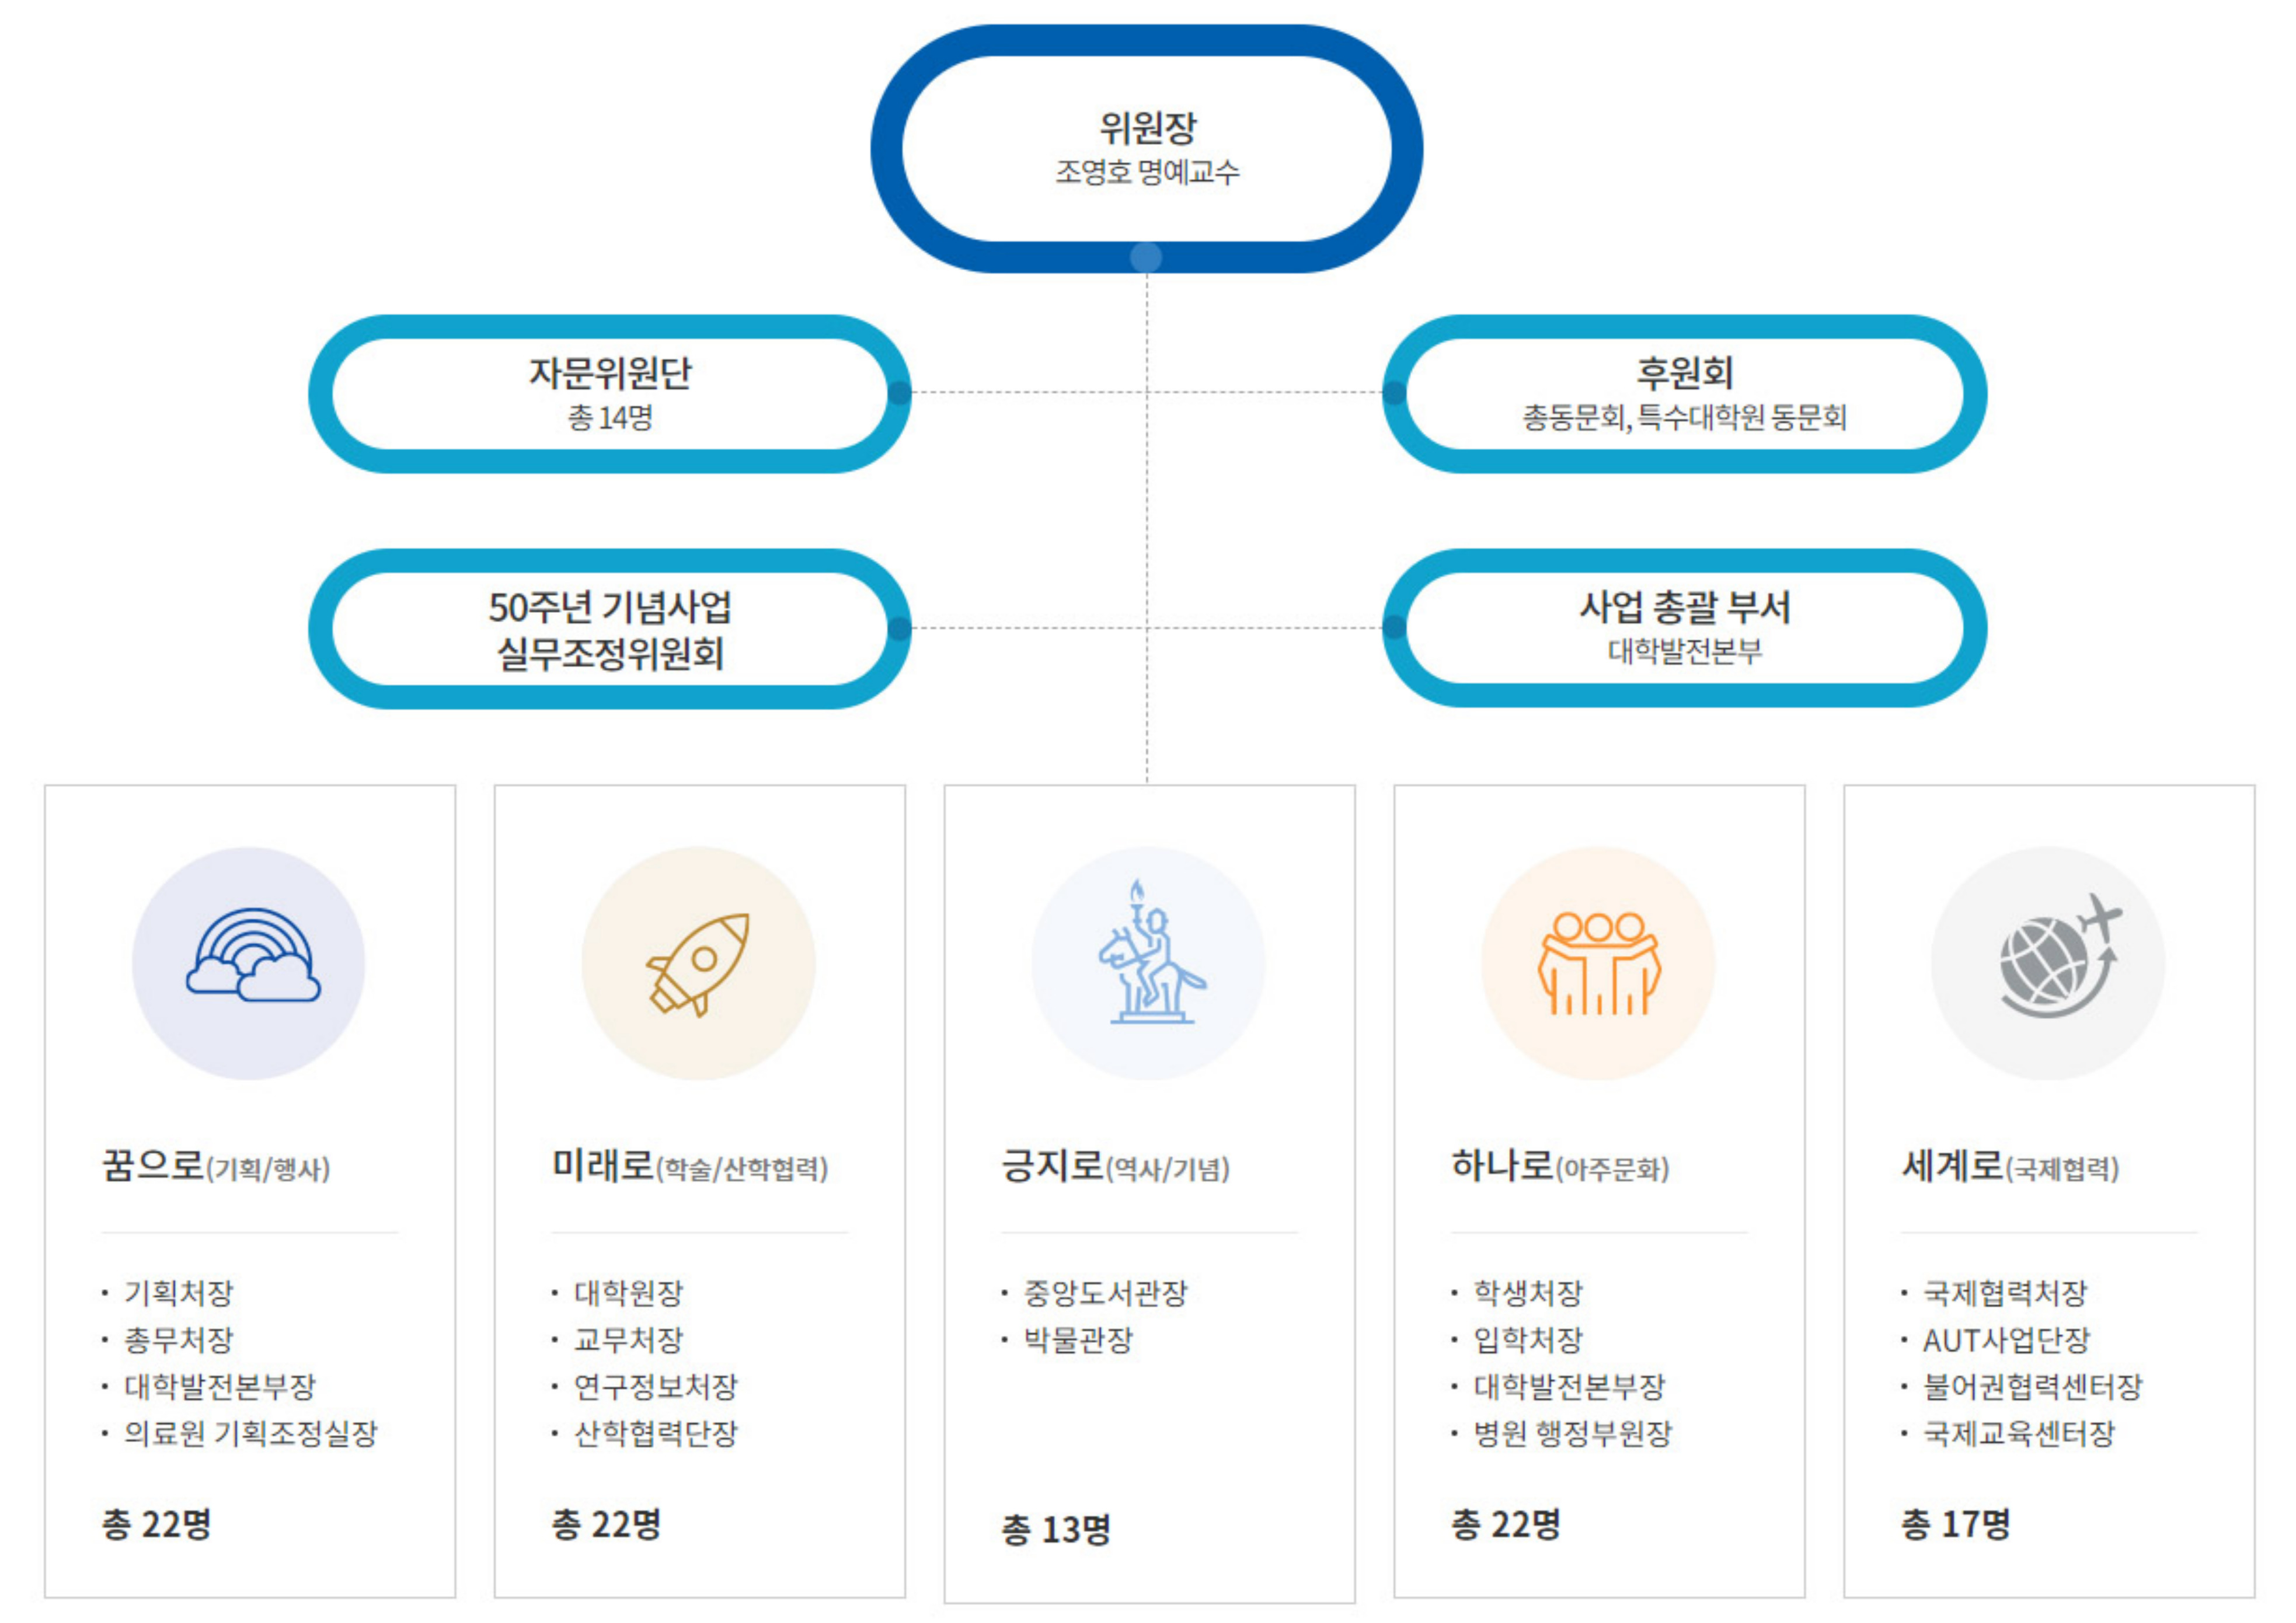 위원장
조영호 명예교수
자문위원단
총 14명
후원회
총동문회, 특수대학원 동문회
50주년 기념사업
실무조정위원회
사업 총괄 부서
대학발전본부
꿈으로(기획/행사)
• 기획처장
• 총무처장
• 대학발전본부장
• 의료원 기획조정실장
총 22명
미래로(학술/산학협력)
• 대학원장
• 교무처장
• 연구정보처장
• 산학협력단장
총 22명
긍지로(역사/기념)
• 중앙도서관장
• 박물관장
총 13명
하나로(아주문화)
• 학생처장
• 입학처장
• 대학발전본부장
• 병원 행정부원장
총 22명
세계로(국제협력)
• 국제협력처장
• AUT사업단장
• 불어권협력센터장
• 국제교육센터장
총 17명